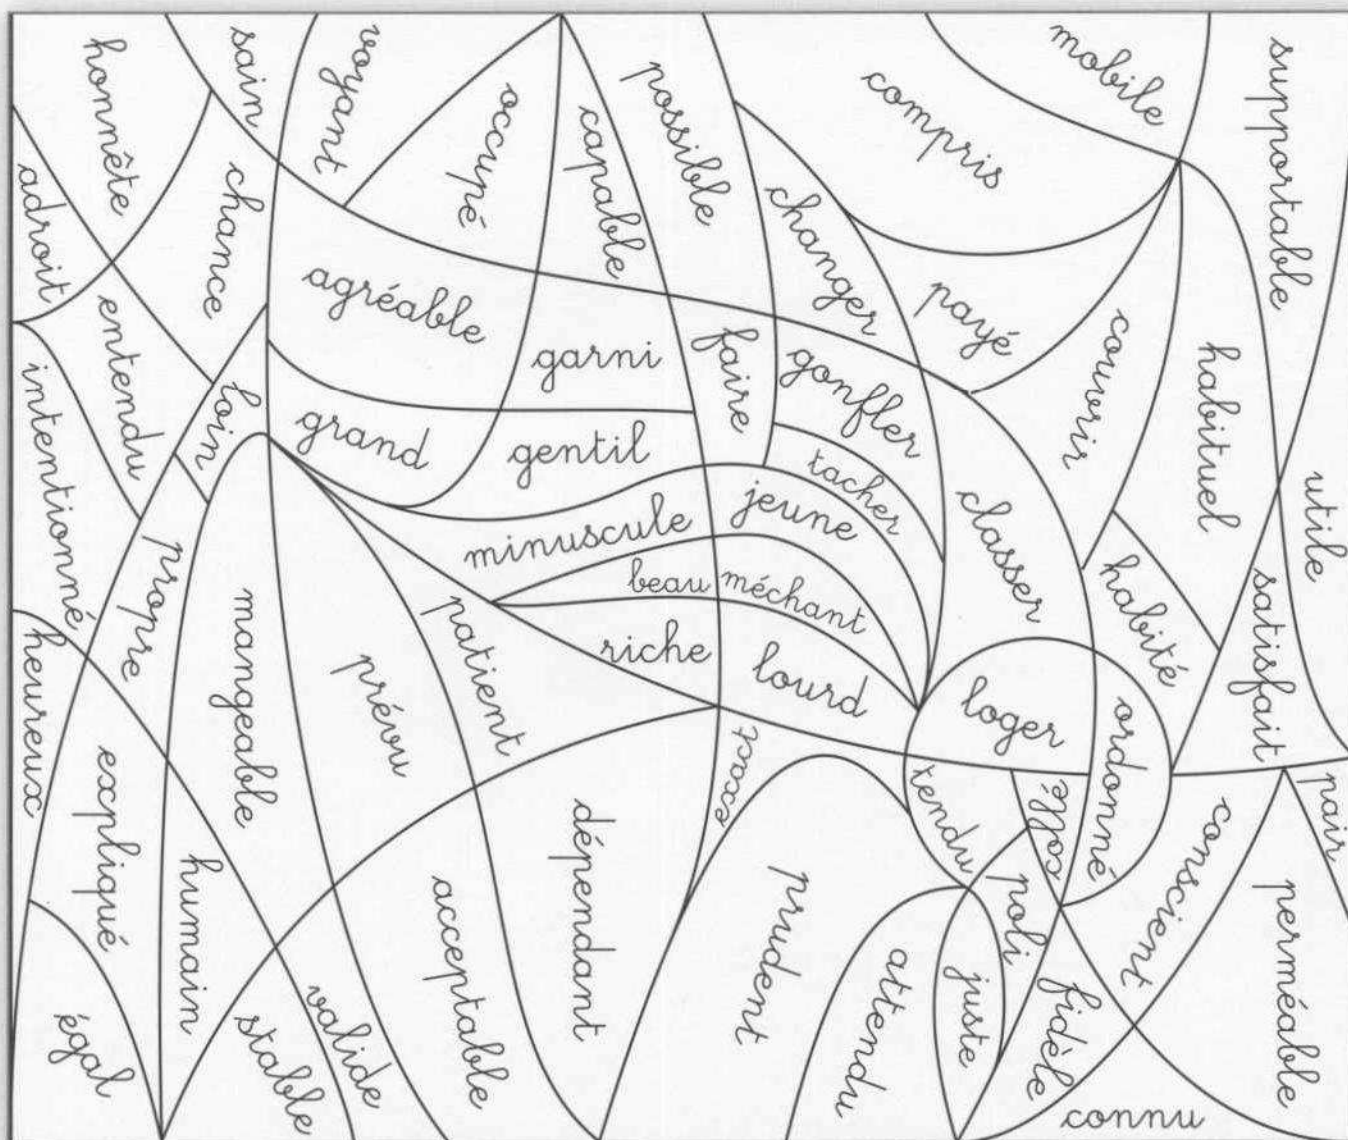 honnête
sain
voyant
occupé
capable
possible
compris
mobile
supportable
adroit
chance
agréable
changer
payé
couvrir
habituel
entendu
loin
garni
faire
gonfler
intentionné
grand
gentil
tacher
classer
utile
propre
minuscule
jeune
habité
satisfait
heureux
mangeable
prévu
patient
beau
méchant
riche
lourd
loger
ordonné
expliqué
exact
tendu
collé
conscient
pair
humain
acceptable
dépendant
prudent
poli
perméable
égal
stable
valide
attendu
juste
fidèle
connu